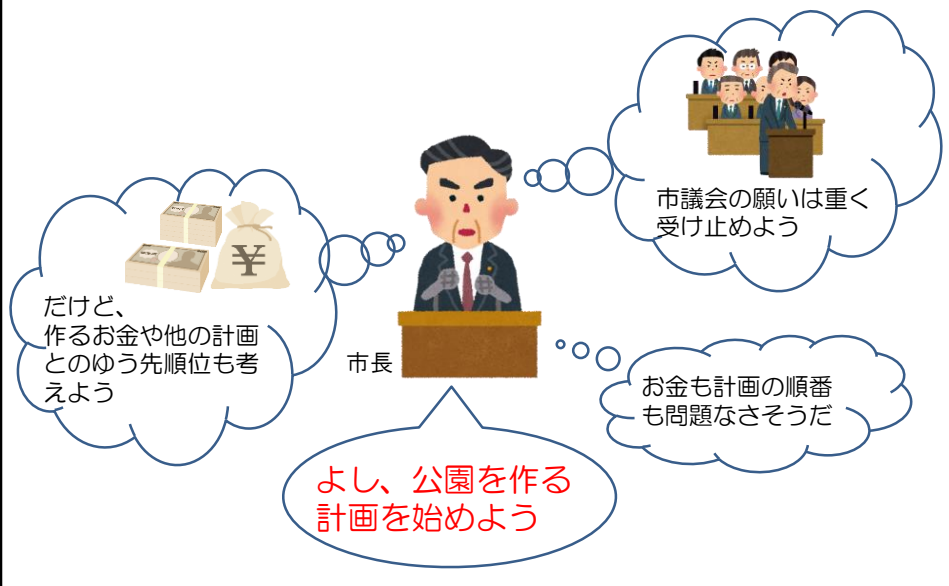 市議会の願いは重く
受け止めよう
だけど、
作るお金や他の計画
とのゆう先順位も考
えよう
¥
市長
お金も計画の順番
も問題なさそうだ
よし、公園を作る
計画を始めよう